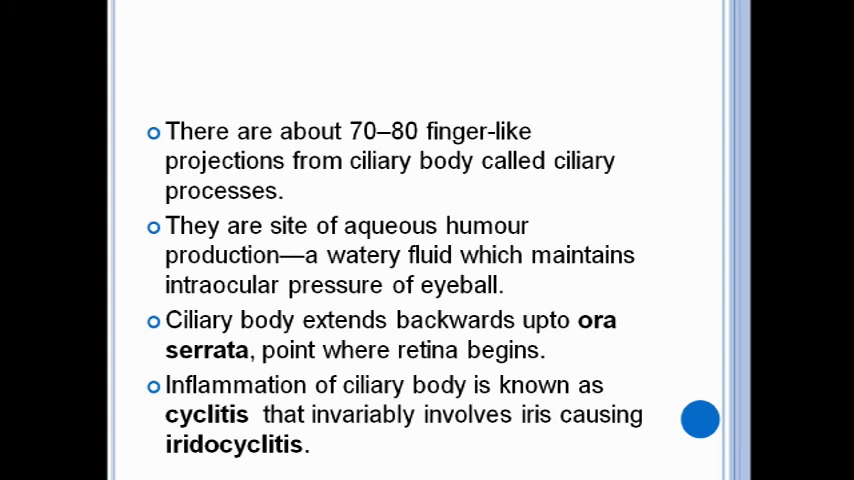 There are about 70–80 finger-like
projections from ciliary body called ciliary
processes.
They are site of aqueous humour
production—a watery fluid which maintains
intraocular pressure of eyeball.
Ciliary body extends backwards upto ora
serrata, point where retina begins.
Inflammation of ciliary body is known as
cyclitis that invariably involves iris causing
iridocyclitis.